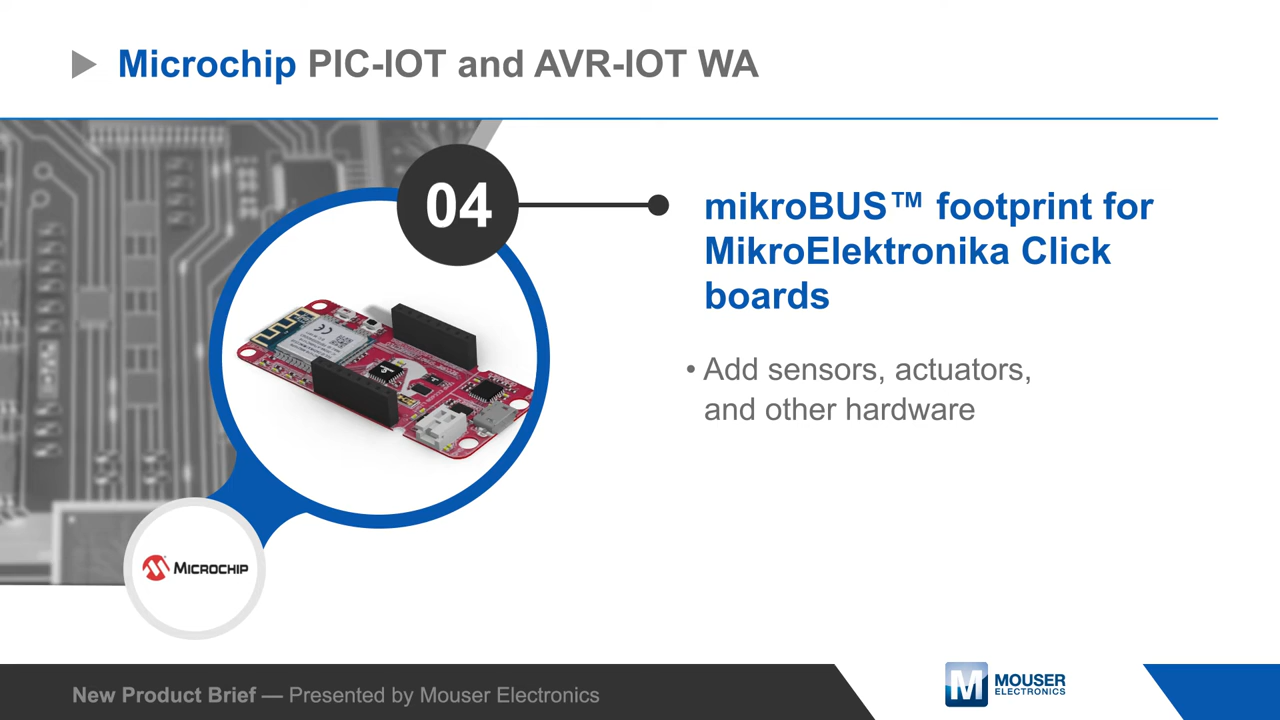 Microchip PIC-IOT and AVR-IOT WA
04
mikroBUS™ footprint for
MikroElektronika Click
boards
• Add sensors, actuators,
and other hardware
MICROCHIP
New Product Brief — Presented by Mouser Electronics
M
MOUSER
ELECTRONICS